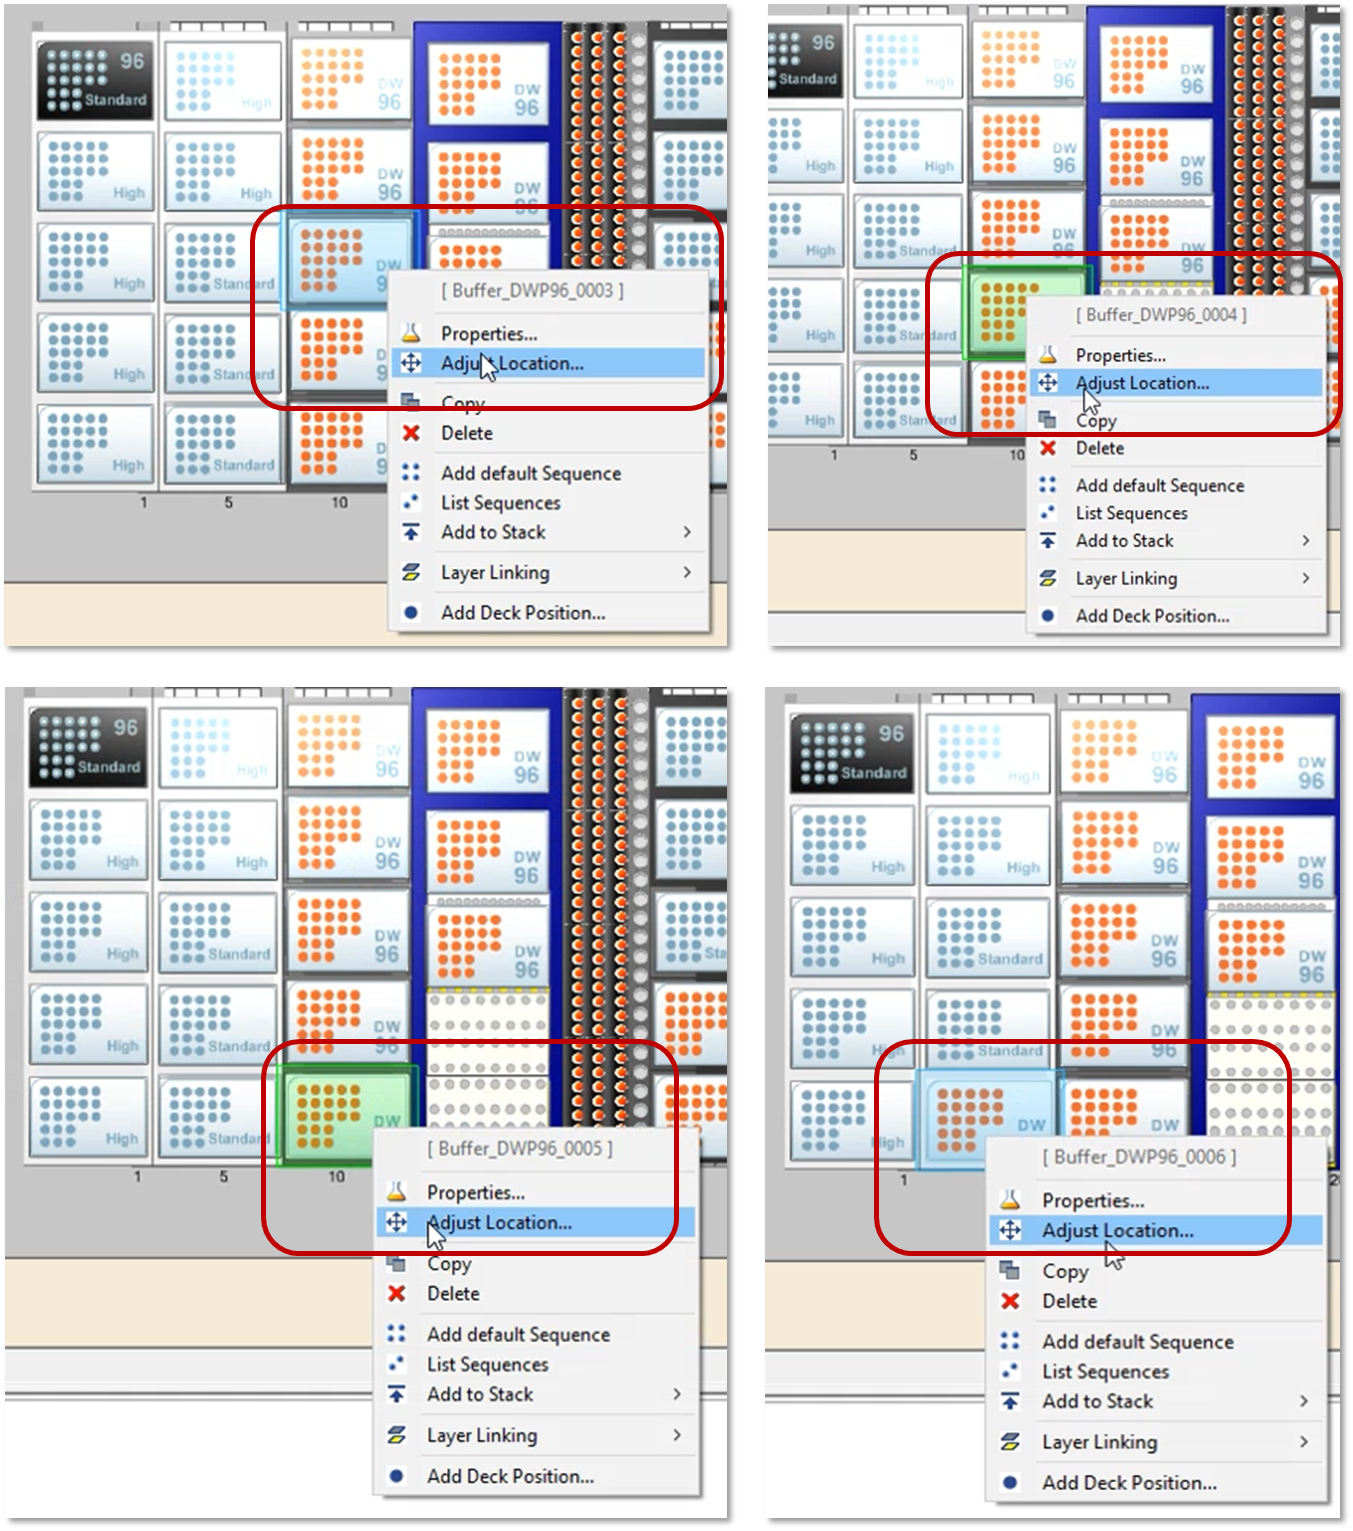 96
Standard
High
DW
96
DW
96
High
High
DW
96
DW
96
High
Standard
DW
[ Buffer_DWP96_0003 ]
Properties...
Adjust Location...
Copy
Delete
Add default Sequence
List Sequences
Add to Stack
Layer Linking
Add Deck Position...
High
Standard
High
Standard
1
5
10
96
Standard
High
DW
96
DW
96
High
High
DW
96
DW
96
High
Standard
DW
96
DW
96
High
Standard
[ Buffer_DWP96_0004 ]
Properties...
Adjust Location...
Copy
Delete
Add default Sequence
List Sequences
Add to Stack
Layer Linking
Add Deck Position...
High
Standard
1
5
10
96
Standard
High
DW
96
DW
96
High
High
DW
96
DW
96
High
Standard
DW
96
DW
96
High
Standard
DW
96
High
Standard
DW
1
5
10
[ Buffer_DWP96_0005 ]
Properties...
Adjust Location...
Copy
Delete
Add default Sequence
List Sequences
Add to Stack
Layer Linking
Add Deck Position...
96
Standard
High
DW
96
DW
96
High
High
DW
96
DW
96
High
Standard
DW
96
DW
96
High
Standard
DW
96
High
DW
1
[ Buffer_DWP96_0006 ]
Properties...
Adjust Location...
Copy
Delete
Add default Sequence
List Sequences
Add to Stack
Layer Linking
Add Deck Position...